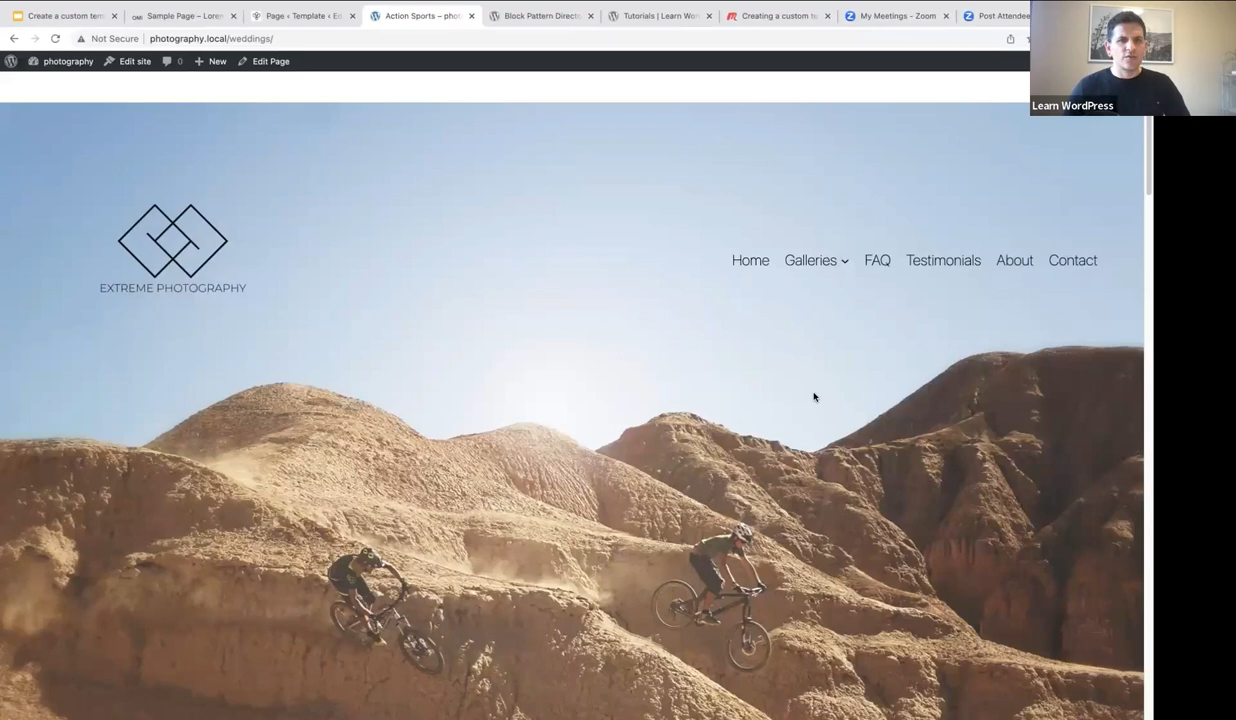 Create a custom tem
Sample Page – Loren
Page ‹ Template ‹ Ed
Action Sports – phot
Block Pattern Direct
Tutorials | Learn Wor
Creating a custom te
My Meetings - Zoom
Post Attendee
Not Secure
photography.local/weddings/
photography
Edit site
0
New
Edit Page
Learn WordPress
EXTREME PHOTOGRAPHY
Home
Galleries
FAQ
Testimonials
About
Contact